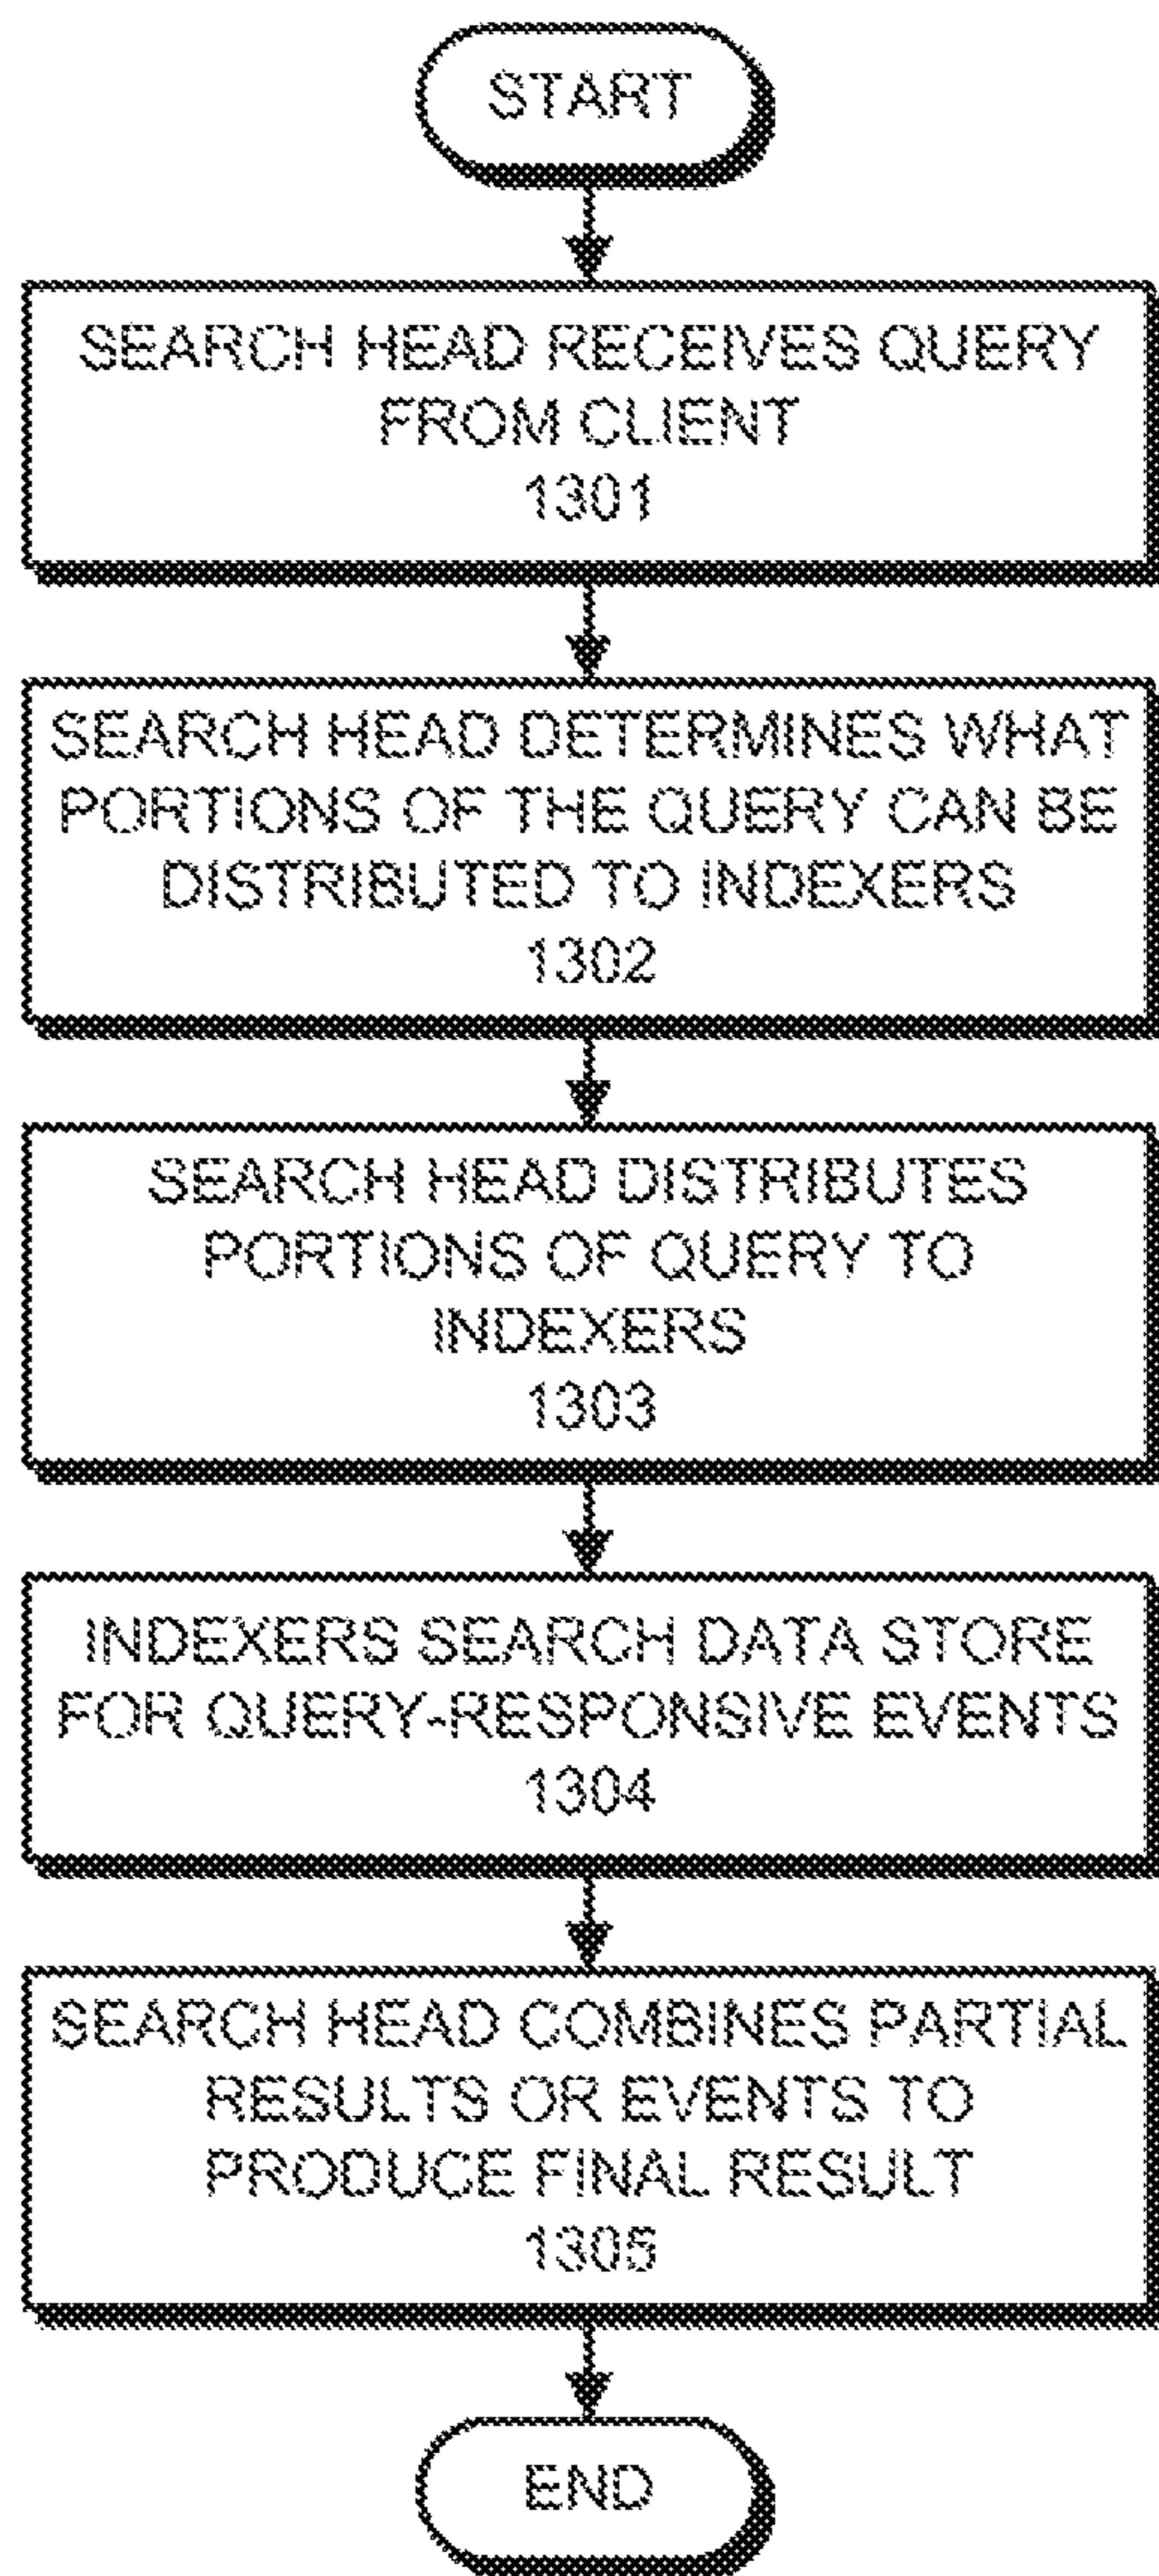 START
SEARCH HEAD RECEIVES QUERY
FROM CLIENT
1301
SEARCH HEAD DETERMINES WHAT
PORTIONS OF THE QUERY CAN BE
DISTRIBUTED TO INDEXERS
1302
SEARCH HEAD DISTRIBUTES
PORTIONS OF QUERY TO
INDEXERS
1303
INDEXERS SEARCH DATA STORE
FOR QUERY-RESPONSIVE EVENTS
1304
SEARCH HEAD COMBINES PARTIAL
RESULTS OR EVENTS TO
PRODUCE FINAL RESULT
1305
END